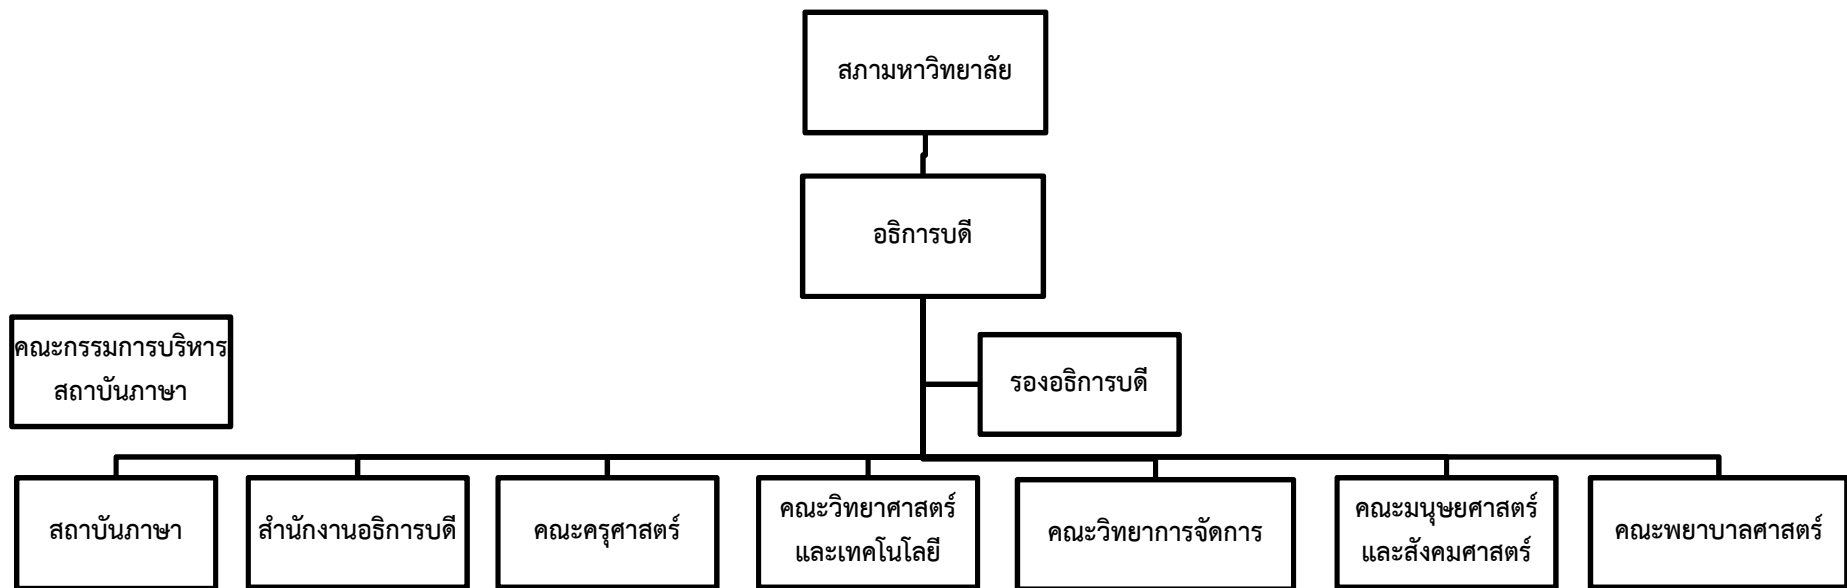 สภามหาวิทยาลัย
อธิการบดี
คณะกรรมการบริหาร
สถาบันภาษา
รองอธิการบดี
สถาบันภาษา
สำนักงานอธิการบดี
คณะครุศาสตร์
คณะวิทยาศาสตร์
และเทคโนโลยี
คณะวิทยาการจัดการ
คณะมนุษยศาสตร์
และสังคมศาสตร์
คณะพยาบาลศาสตร์